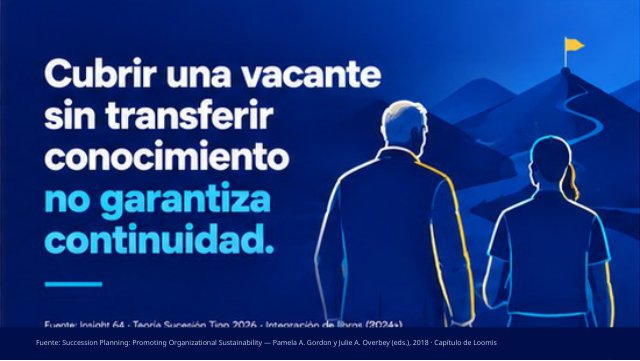 Cubrir una vacante
sin transferir
conocimiento
no garantiza
continuidad.
Fuente: Insight 64 · Teoría Sucesión Tigo 2026 · Integración de libros (2024+)
Fuente: Succession Planning: Promoting Organizational Sustainability — Pamela A. Gordon y Julie A. Overbey (eds.), 2018 · Capítulo de Loomis